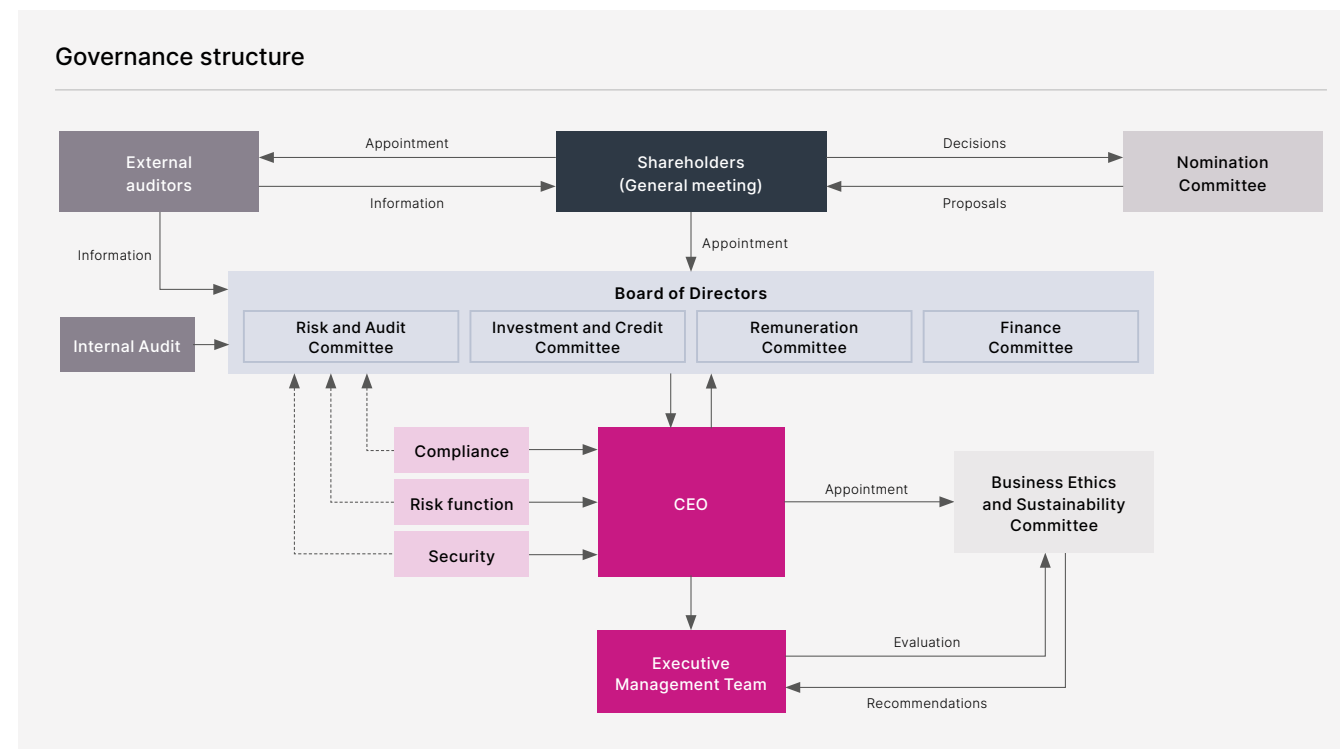 Governance structure
External
auditors
Appointment
Information
Shareholders
(General meeting)
Decisions
Proposals
Nomination
Committee
Information
Appointment
Board of Directors
Internal Audit
Risk and Audit
Committee
Investment and Credit
Committee
Remuneration
Committee
Finance
Committee
Compliance
Risk function
Security
CEO
Appointment
Business Ethics
and Sustainability
Committee
Executive
Management Team
Evaluation
Recommendations